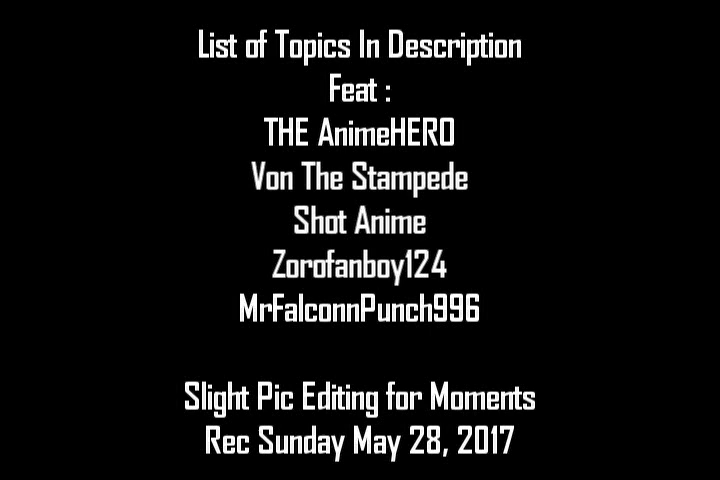 List of Topics In Description
Feat :
THE AnimeHERO
Von The Stampede
Shot Anime
Zorofanboy124
MrFalconnPunch996
Slight Pic Editing for Moments
Rec Sunday May 28, 2017